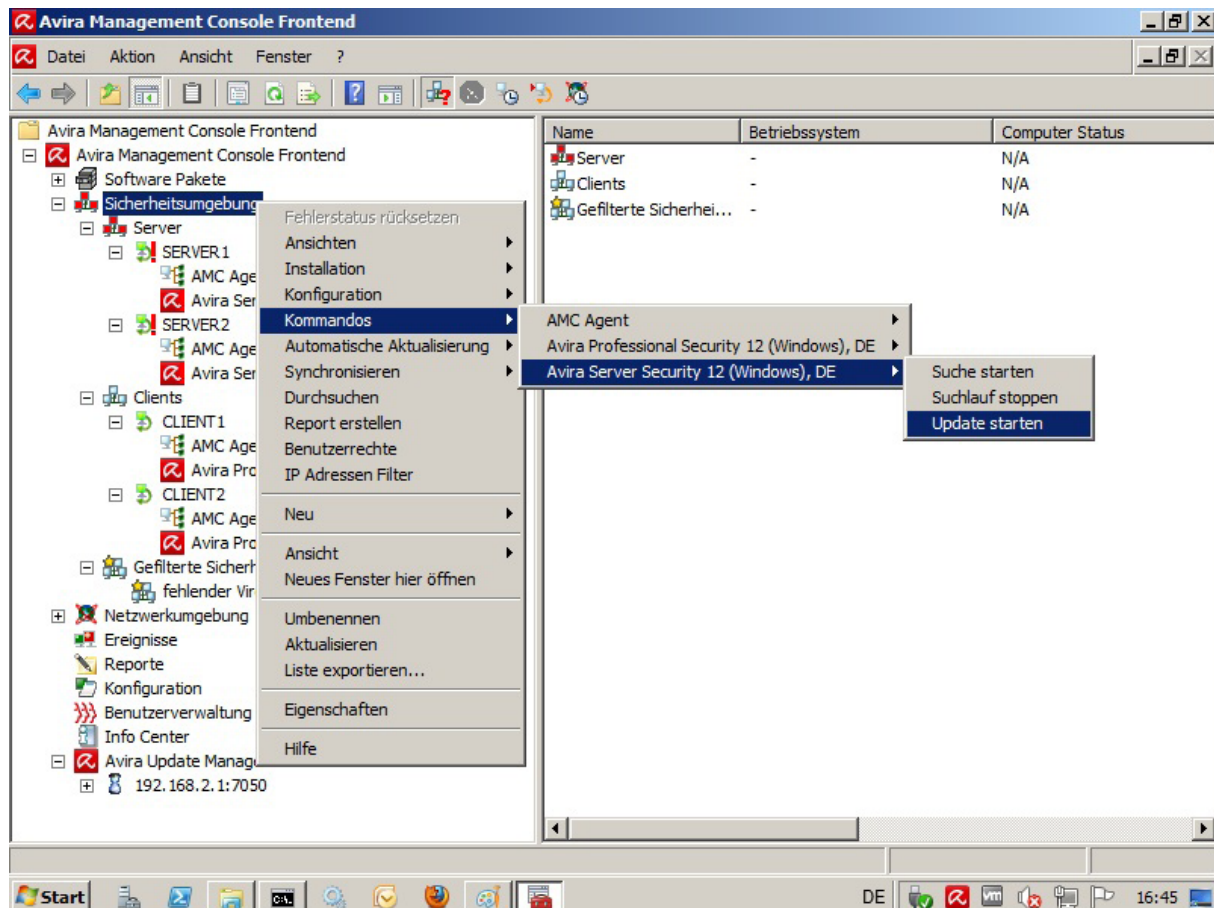 Avira Management Console Frontend
Datei Aktion Ansicht Fenster ?
Avira Management Console Frontend
Avira Management Console Frontend
Software Pakete
Sicherheitsumgebung
Server
SERVER1
AMC Age
Avira Ser
SERVER2
AMC Age
Avira Ser
Clients
CLIENT1
AMC Age
Avira Pro
CLIENT2
AMC Age
Avira Pro
Gefilterte Sicherh
fehlender Vir
Netzwerkumgebung
Ereignisse
Reporte
Konfiguration
Benutzerverwaltung
Info Center
Avira Update Manag
192.168.2.1:7050
Fehlerstatus rücksetzen
Ansichten
Installation
Konfiguration
Kommandos
Automatische Aktualisierung
Synchronisieren
Durchsuchen
Report erstellen
Benutzerrechte
IP Adressen Filter
Neu
Ansicht
Neues Fenster hier öffnen
Umbenennen
Aktualisieren
Liste exportieren...
Eigenschaften
Hilfe
AMC Agent
Avira Professional Security 12 (Windows), DE
Avira Server Security 12 (Windows), DE
Suche starten
Suchlauf stoppen
Update starten
Name Betriebssystem Computer Status
Server - N/A
Clients - N/A
Gefilterte Sicherhei... - N/A
Start DE 16:45